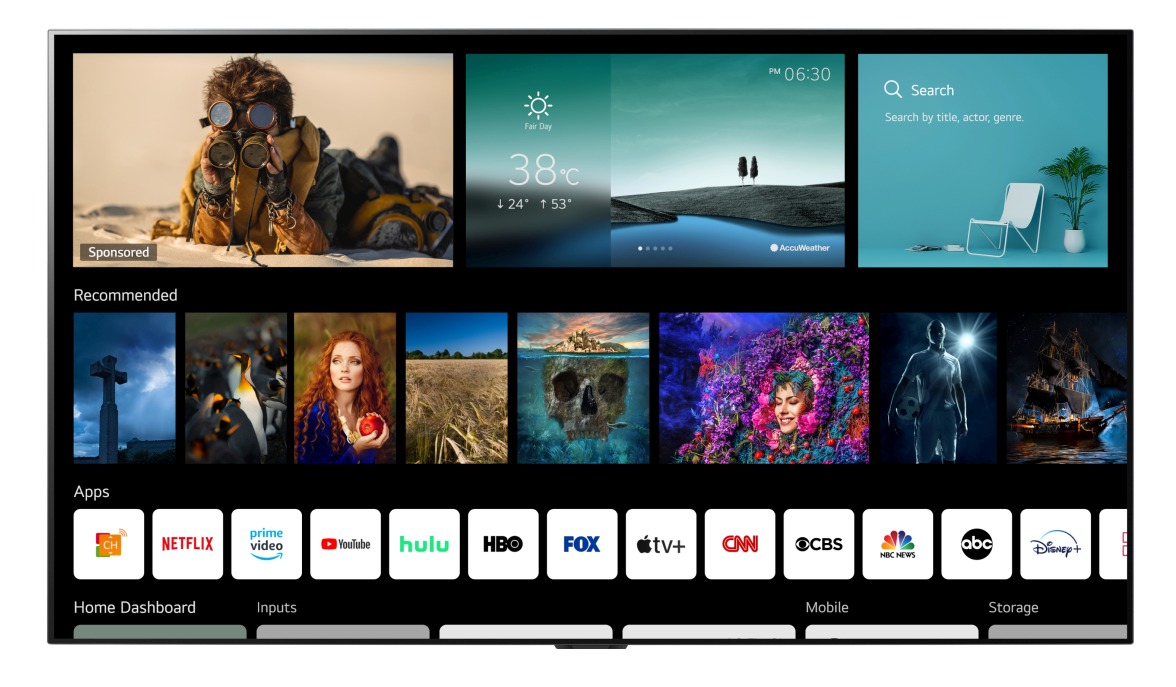 Sponsored
Fair Day
38°C
↓ 24° ↑ 53°
PM 06:30
AccuWeather
Search
Search by title, actor, genre.
Recommended
Apps
CH
NETFLIX
prime
video
YouTube
hulu
HBO
FOX
tv+
CNN
CBS
NBC NEWS
abc
Disney+
Home Dashboard
Inputs
Mobile
Storage